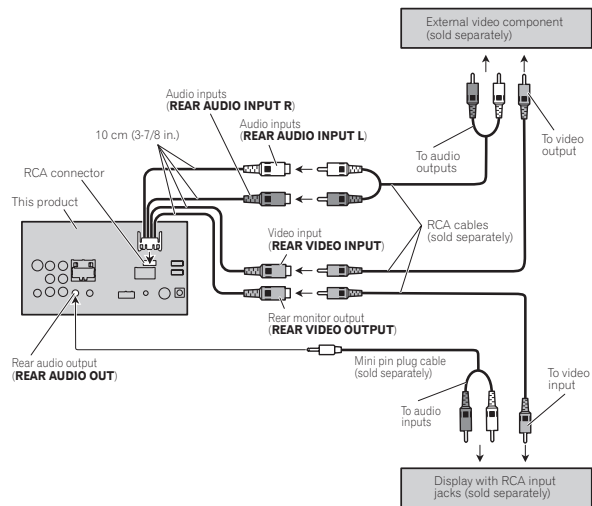 External video component
(sold separately)
Audio inputs
(REAR AUDIO INPUT R)
Audio inputs
(REAR AUDIO INPUT L)
10 cm (3-7/8 in.)
RCA connector
This product
To audio
outputs
To video
output
RCA cables
(sold separately)
Video input
(REAR VIDEO INPUT)
Rear monitor output
(REAR VIDEO OUTPUT)
Rear audio output
(REAR AUDIO OUT)
Mini pin plug cable
(sold separately)
To audio
inputs
To video
input
Display with RCA input
jacks (sold separately)